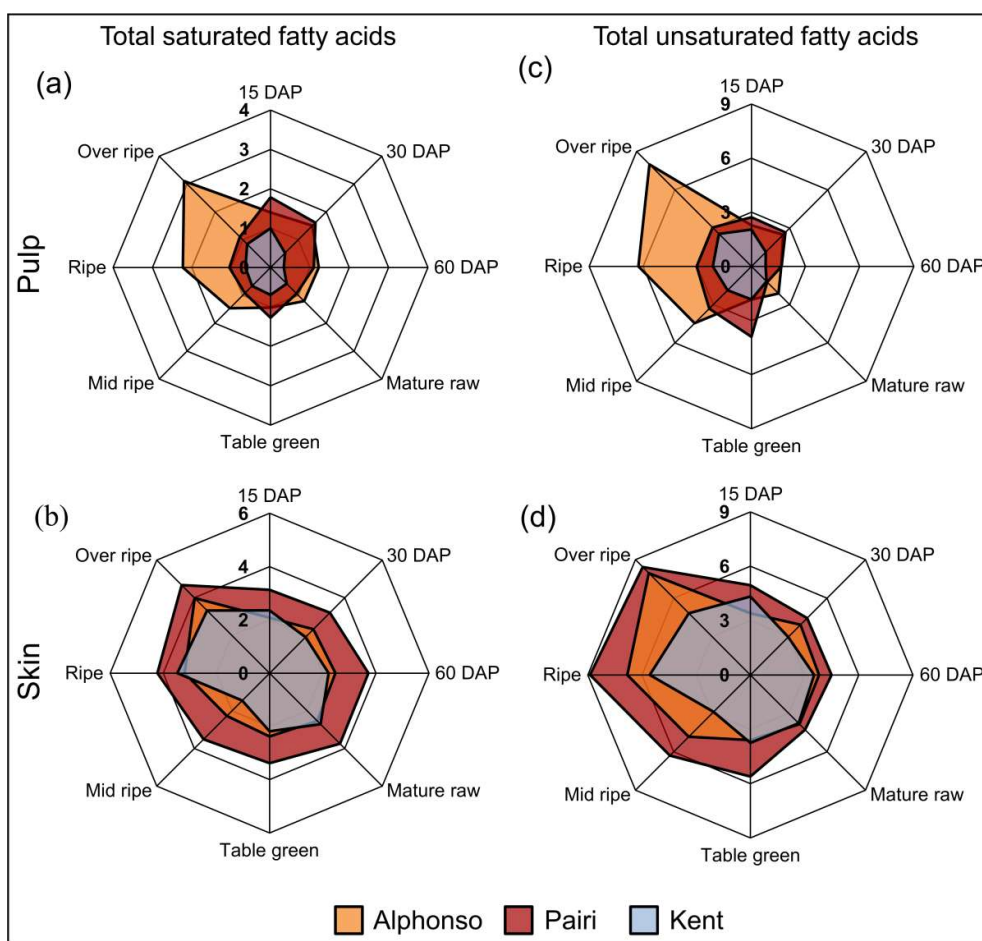 Total saturated fatty acids
Total unsaturated fatty acids
Pulp
Skin
(a)
15 DAP
30 DAP
60 DAP
Mature raw
Table green
Mid ripe
Ripe
Over ripe
4
3
2
1
0
(c)
15 DAP
30 DAP
60 DAP
Mature raw
Table green
Mid ripe
Ripe
Over ripe
9
6
3
0
(b)
15 DAP
30 DAP
60 DAP
Mature raw
Table green
Mid ripe
Ripe
Over ripe
6
4
2
0
(d)
15 DAP
30 DAP
60 DAP
Mature raw
Table green
Mid ripe
Ripe
Over ripe
9
6
3
0
Alphonso Pairi Kent